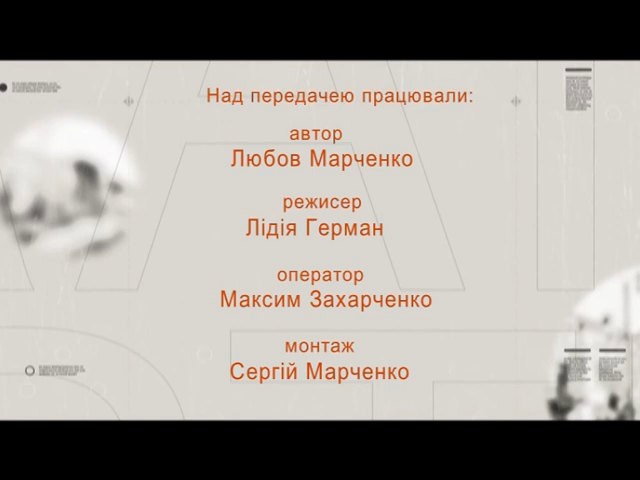 Над передачею працювали:
автор
Любов Марченко
режисер
Лідія Герман
оператор
Максим Захарченко
монтаж
Сергій Марченко